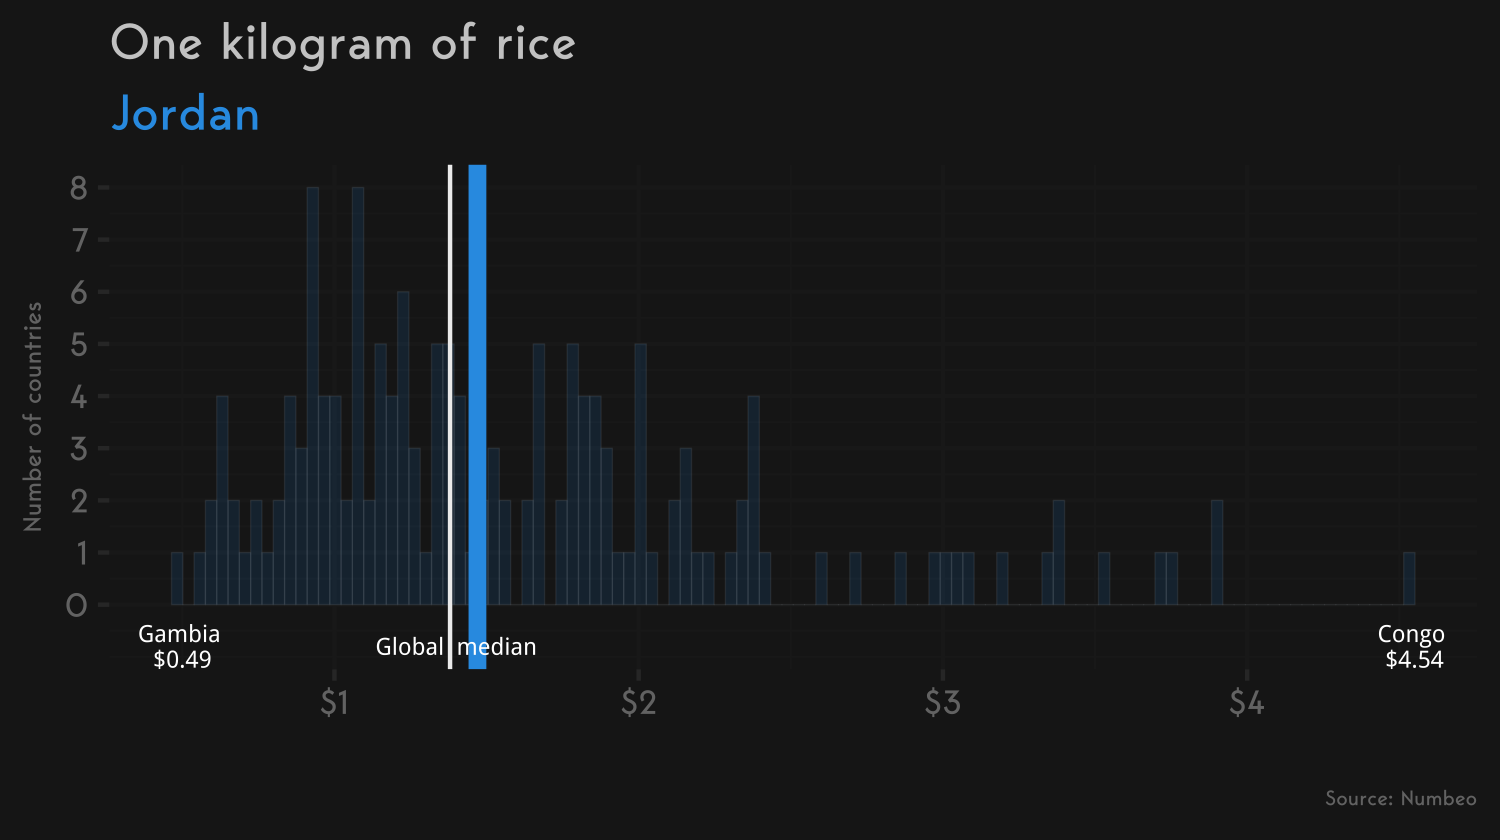 One kilogram of rice
Jordan
Number of countries
8
7
6
5
4
3
2
1
0
Gambia
$0.49
Global median
Congo
$4.54
$1 $2 $3 $4
Source: Numbeo